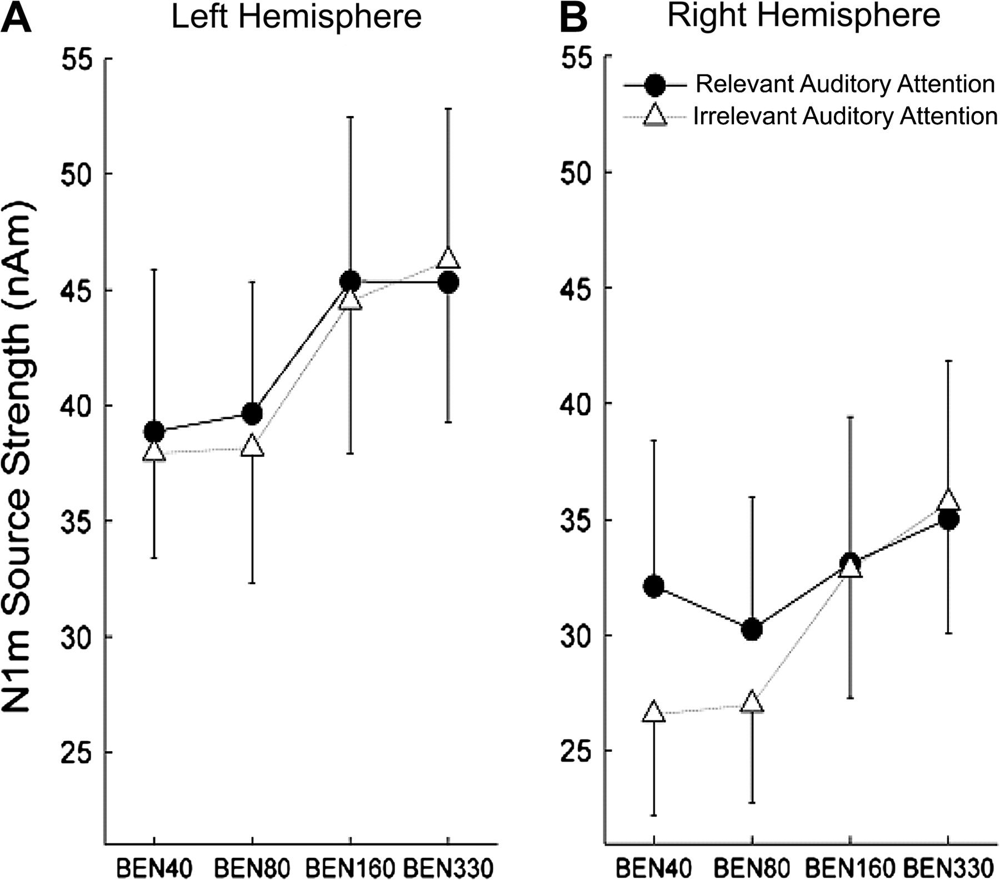 A
Left Hemisphere
N1m Source Strength (nAm)
55
50
45
40
35
30
25
BEN40 BEN80 BEN160 BEN330
B
Right Hemisphere
Relevant Auditory Attention
Irrelevant Auditory Attention
55
50
45
40
35
30
25
BEN40 BEN80 BEN160 BEN330